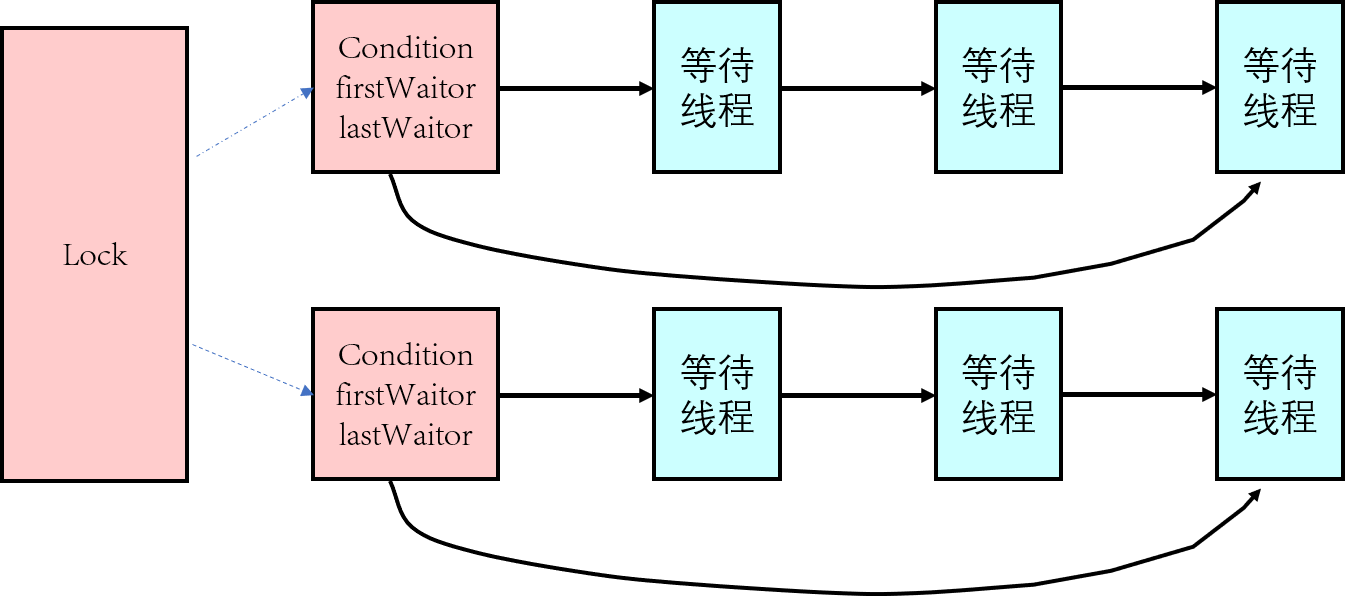 Lock
Condition
firstWaitor
lastWaitor
等待
线程
等待
线程
等待
线程
Condition
firstWaitor
lastWaitor
等待
线程
等待
线程
等待
线程